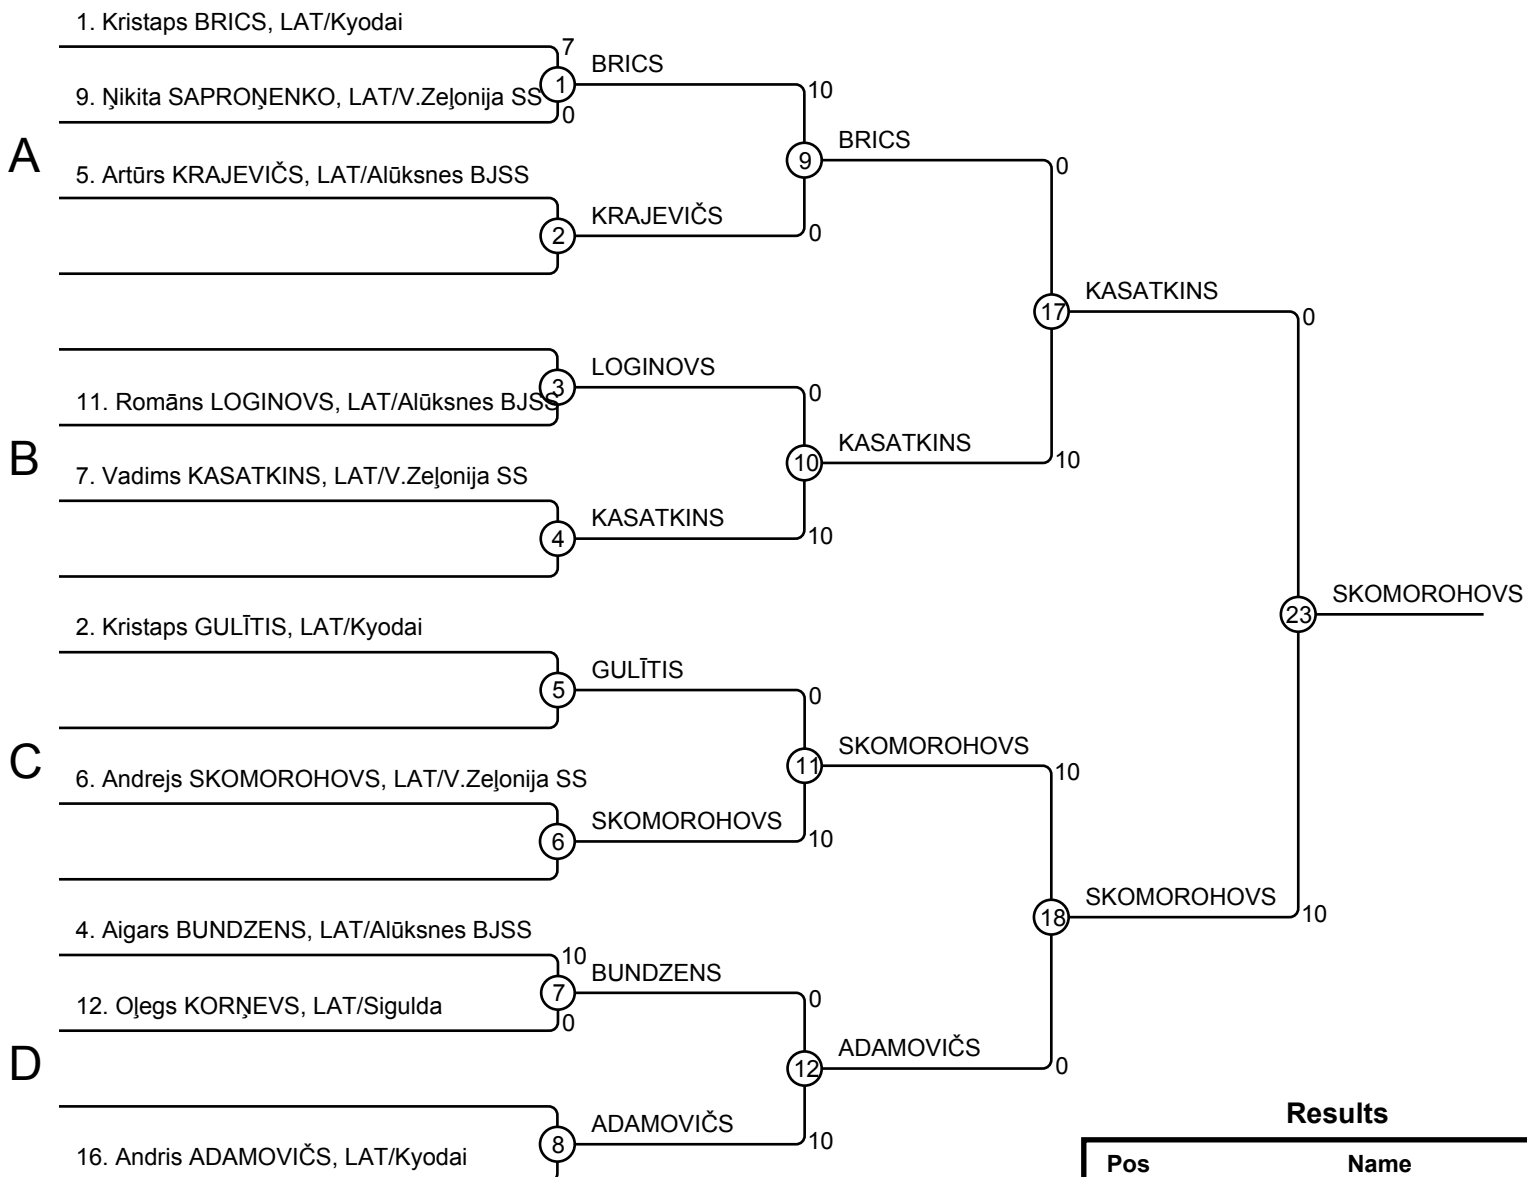 1. Kristaps BRICS, LAT/Kyodai
7
BRICS
1
10
9. Ņikita SAPROŅENKO, LAT/V.Zeļonija SS
0
A
BRICS
9
0
5. Artūrs KRAJEVIČS, LAT/Alūksnes BJSS
KRAJEVIČS
2
0
KASATKINS
17
0
LOGINOVS
3
0
11. Romāns LOGINOVS, LAT/Alūksnes BJSS
B
KASATKINS
10
10
7. Vadims KASATKINS, LAT/V.Zeļonija SS
KASATKINS
4
10
SKOMOROHOVS
23
2. Kristaps GULĪTIS, LAT/Kyodai
GULĪTIS
5
0
C
SKOMOROHOVS
11
10
6. Andrejs SKOMOROHOVS, LAT/V.Zeļonija SS
SKOMOROHOVS
6
10
SKOMOROHOVS
18
10
4. Aigars BUNDZENS, LAT/Alūksnes BJSS
10
BUNDZENS
7
0
12. Oļegs KORŅEVS, LAT/Sigulda
0
D
ADAMOVIČS
12
0
ADAMOVIČS
8
10
16. Andris ADAMOVIČS, LAT/Kyodai
Results
Pos Name